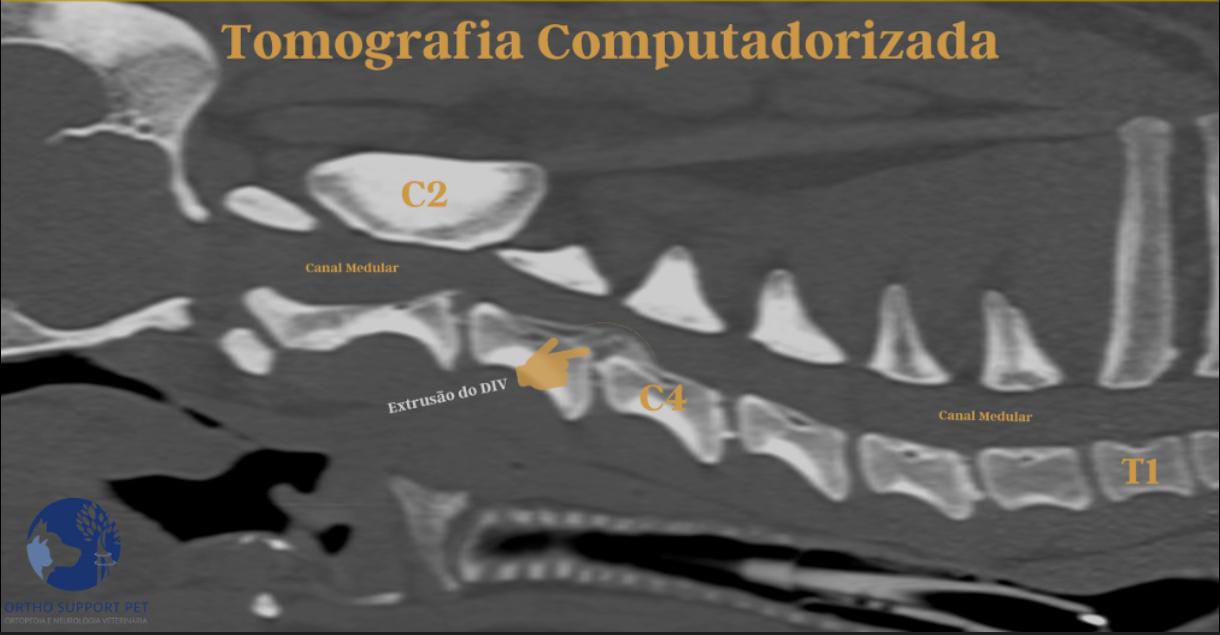 Tomografia Computadorizada
C2
Canal Medular
Extrusão do DIV
C4
Canal Medular
T1
ORTHO SUPPORT PET
ORTOPEDIA E NEUROLOGIA VETERINÁRIA